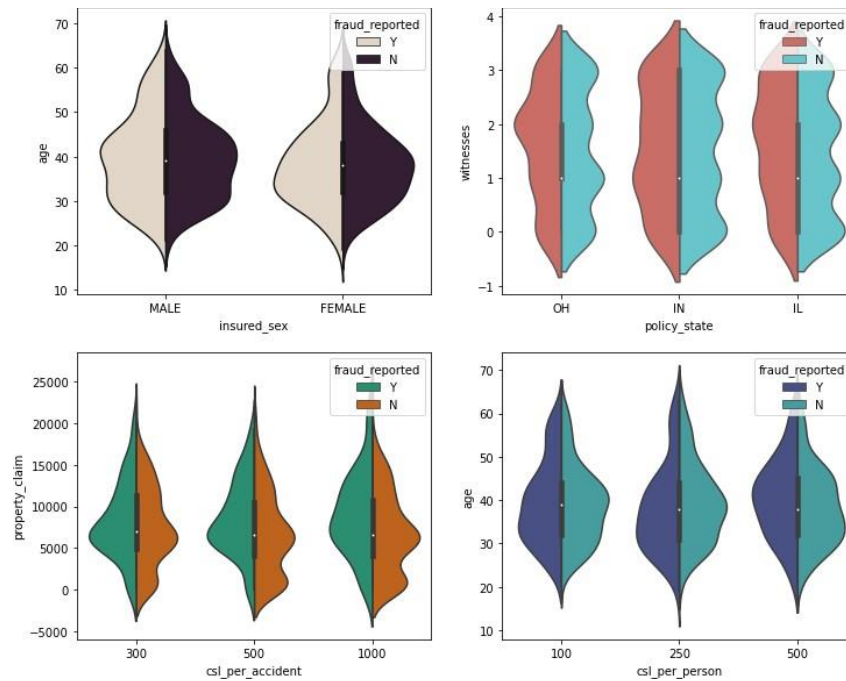 fraud_reported
Y
N
70
60
50
40
30
20
10
age
MALE
FEMALE
insured_sex
fraud_reported
Y
N
4
3
2
1
0
−1
witnesses
OH
IN
IL
policy_state
fraud_reported
Y
N
25000
20000
15000
10000
5000
0
−5000
property_claim
300
500
1000
csl_per_accident
fraud_reported
Y
N
70
60
50
40
30
20
10
age
100
250
500
csl_per_person